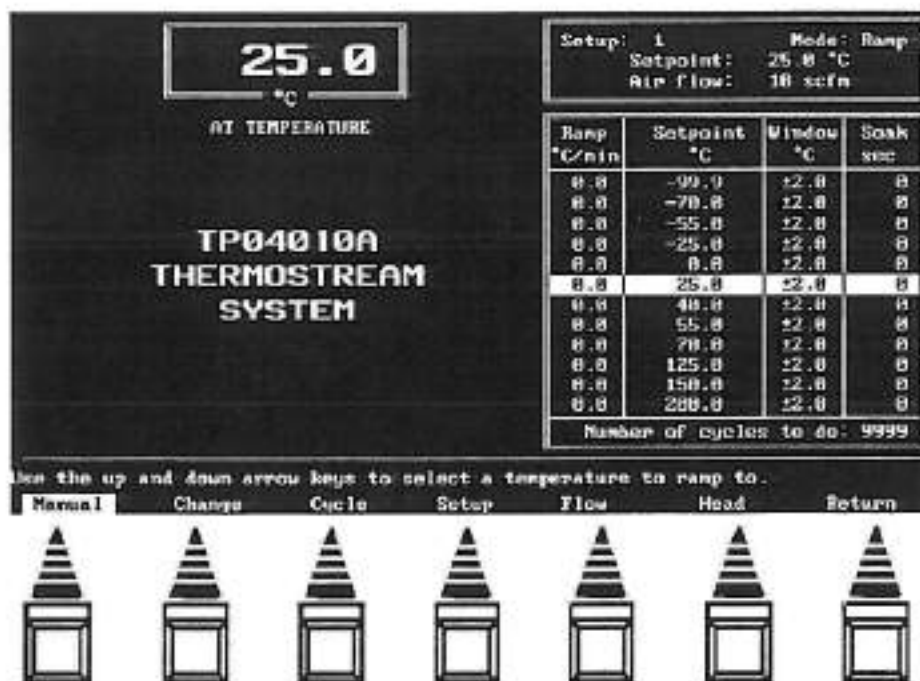 25.0
°C
AT TEMPERATURE
TP04010A
THERMOSTREAM
SYSTEM
Setup: 1 Mode: Ramp
Setpoint: 25.0 °C
Air flow: 18 scfm
Ramp Setpoint Window Soak
°C/min °C °C sec
0.0 -99.9 ±2.0 0
0.0 -70.0 ±2.0 0
0.0 -55.0 ±2.0 0
0.0 -25.0 ±2.0 0
0.0 0.0 ±2.0 0
0.0 25.0 ±2.0 0
0.0 40.0 ±2.0 0
0.0 55.0 ±2.0 0
0.0 70.0 ±2.0 0
0.0 125.0 ±2.0 0
0.0 150.0 ±2.0 0
0.0 200.0 ±2.0 0
Number of cycles to do: 9999
Use the up and down arrow keys to select a temperature to ramp to.
Manual Change Cycle Setup Flow Head Return